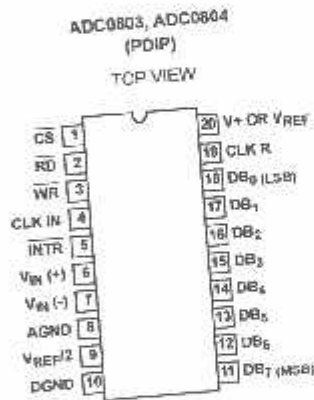 ADC0803, ADC0804
(PDIP)
TOP VIEW
CS 1
RD 2
WR 3
CLK IN 4
INTR 5
VIN (+) 6
VIN (-) 7
AGND 8
VREF/2 9
DGND 10
20 V+ OR VREF
19 CLK R
18 DB0 (LSB)
17 DB1
16 DB2
15 DB3
14 DB4
13 DB5
12 DB6
11 DB7 (MSB)